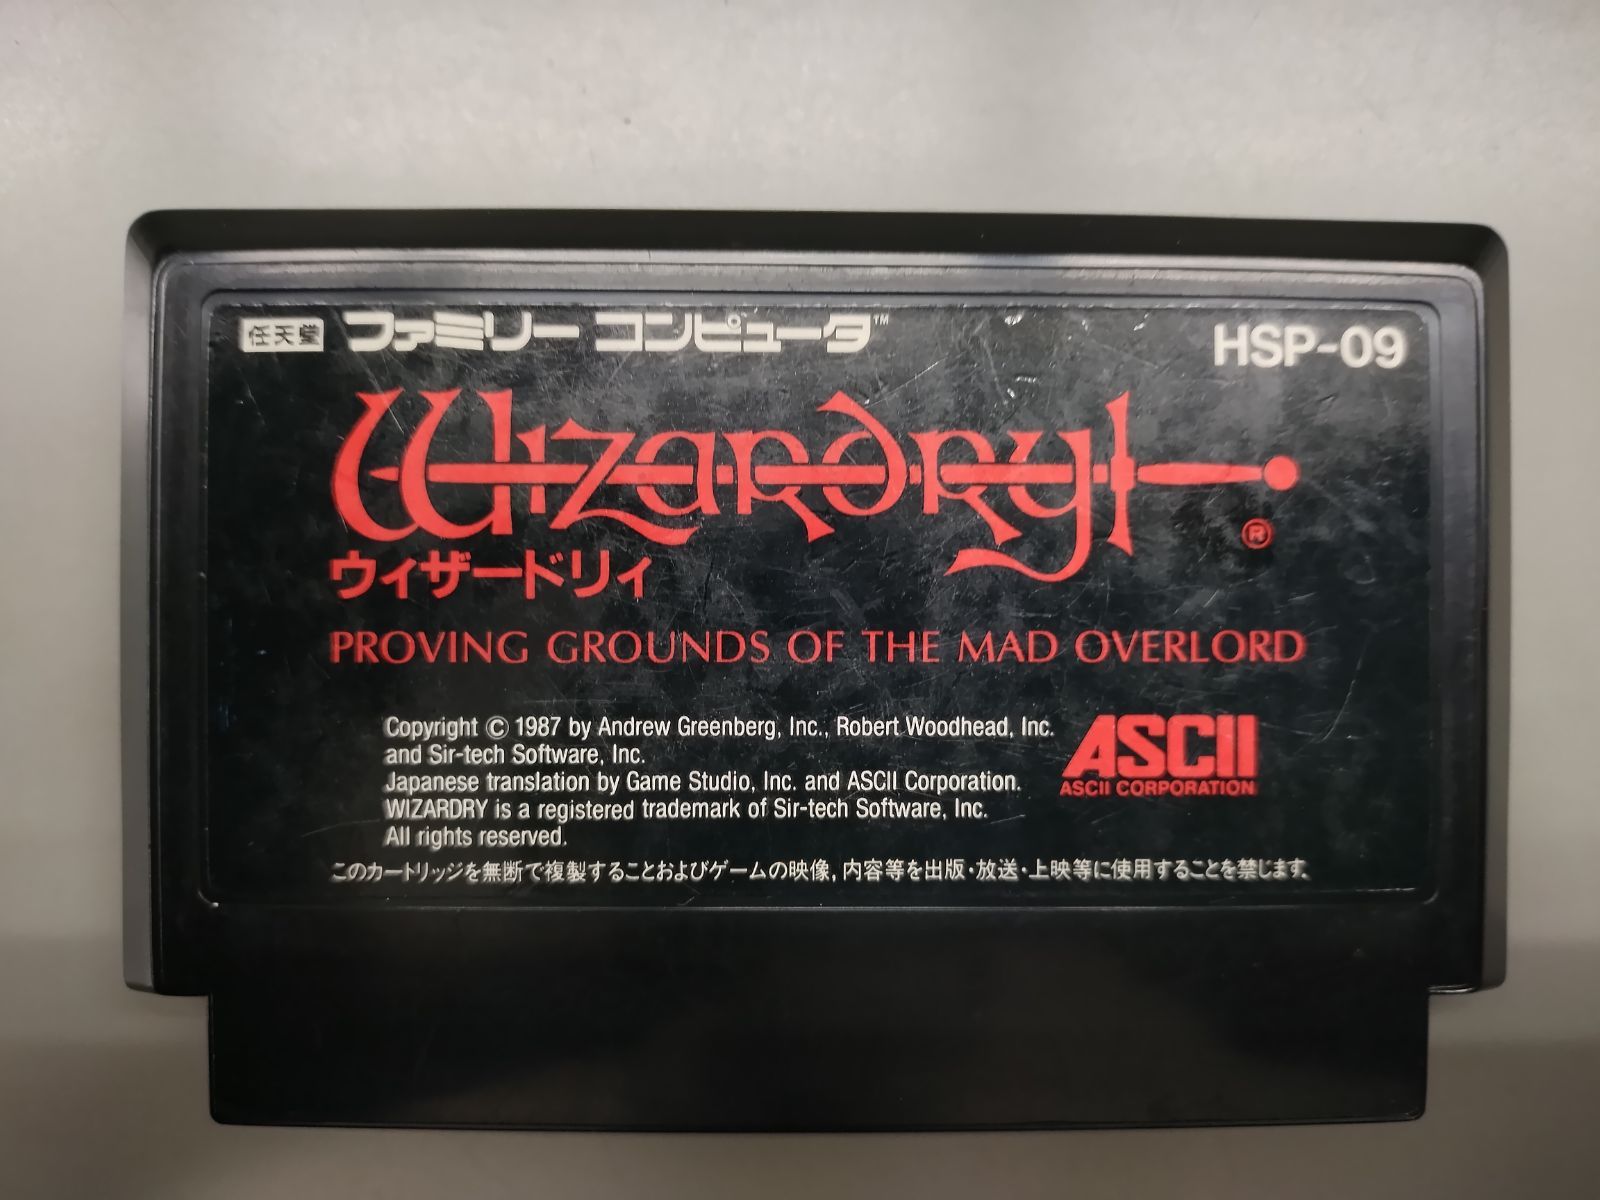 任天堂 ファミリー コンピュータ™ HSP-09
Wizardry®
ウィザードリィ
PROVING GROUNDS OF THE MAD OVERLORD
Copyright © 1987 by Andrew Greenberg, Inc., Robert Woodhead, Inc.
and Sir-tech Software, Inc.
Japanese translation by Game Studio, Inc. and ASCII Corporation.
WIZARDRY is a registered trademark of Sir-tech Software, Inc.
All rights reserved.
ASCII
ASCII CORPORATION
このカートリッジを無断で複製することおよびゲームの映像,内容等を出版・放送・上映等に使用することを禁じます。